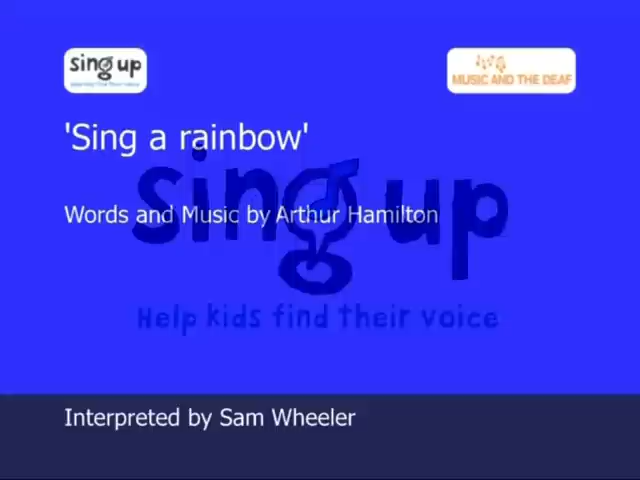 sing up
MUSIC AND THE DEAF
'Sing a rainbow'
sing up
Words and Music by Arthur Hamilton
Help kids find their voice
Interpreted by Sam Wheeler